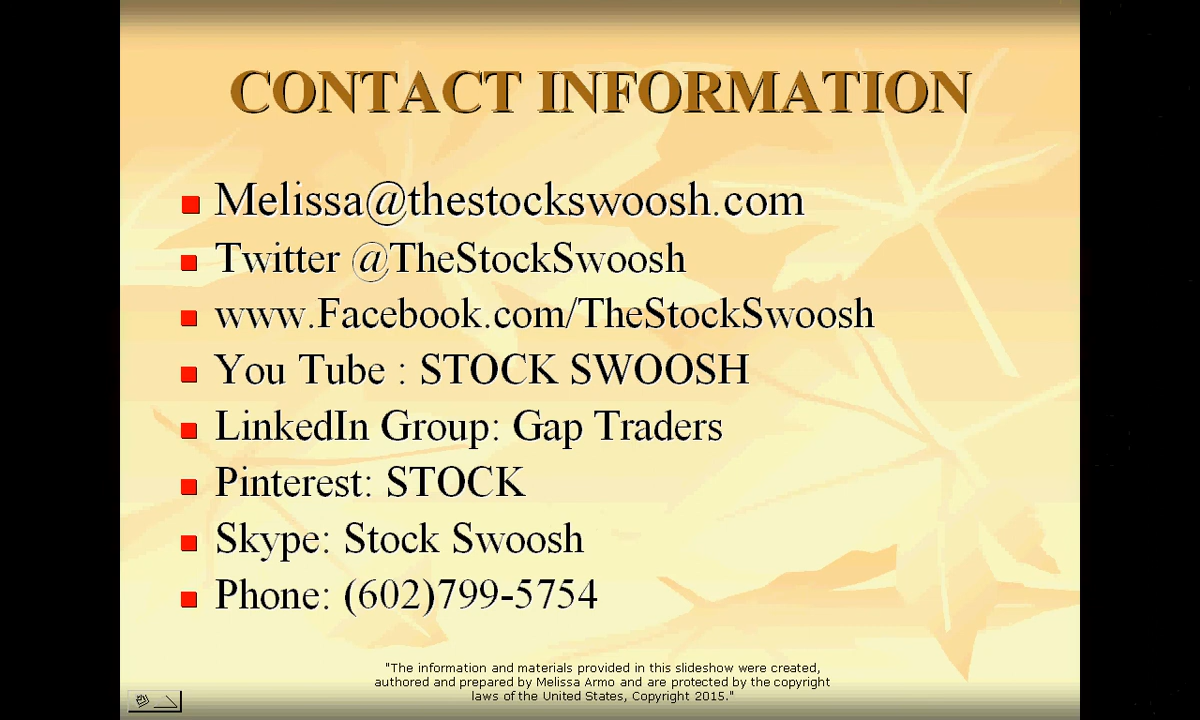 CONTACT INFORMATION
Melissa@thestockswoosh.com
Twitter @TheStockSwoosh
www.Facebook.com/TheStockSwoosh
You Tube : STOCK SWOOSH
LinkedIn Group: Gap Traders
Pinterest: STOCK
Skype: Stock Swoosh
Phone: (602)799-5754
"The information and materials provided in this slideshow were created,
authored and prepared by Melissa Armo and are protected by the copyright
laws of the United States, Copyright 2015."